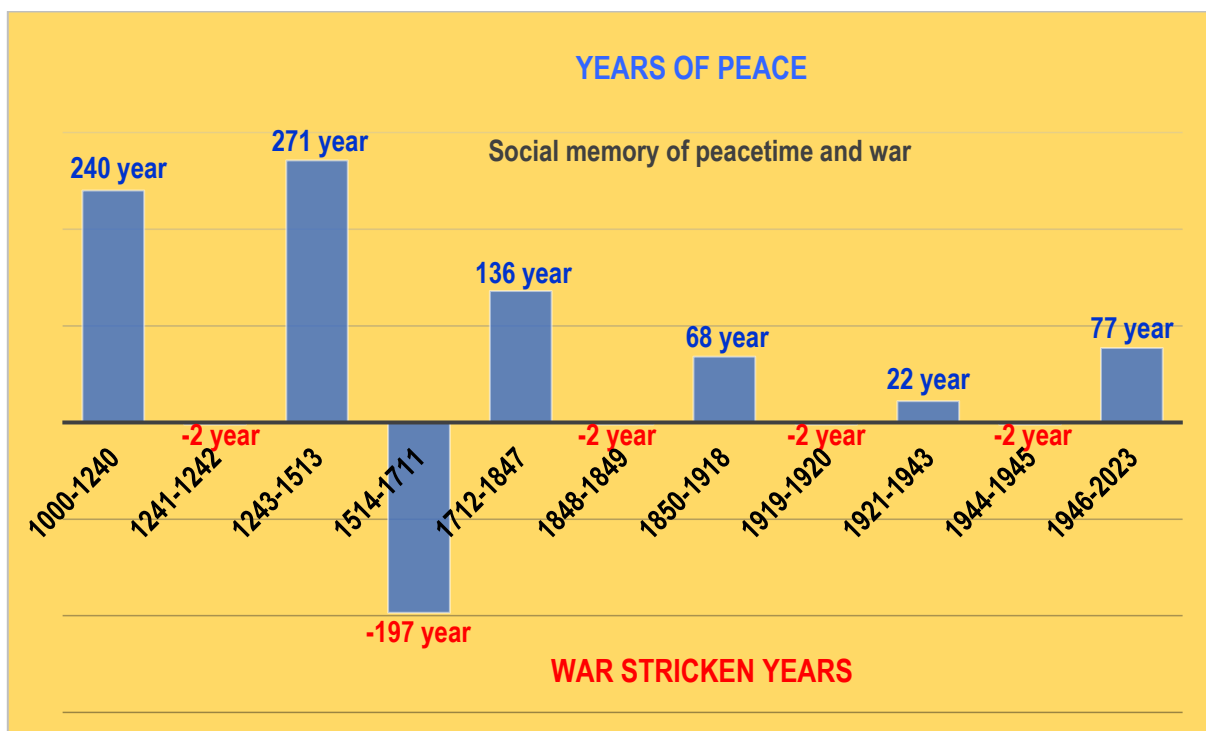 YEARS OF PEACE
Social memory of peacetime and war
240 year
-2 year
271 year
-197 year
136 year
-2 year
68 year
-2 year
22 year
-2 year
77 year
1000-1240
1241-1242
1243-1513
1514-1711
1712-1847
1848-1849
1850-1918
1919-1920
1921-1943
1944-1945
1946-2023
WAR STRICKEN YEARS